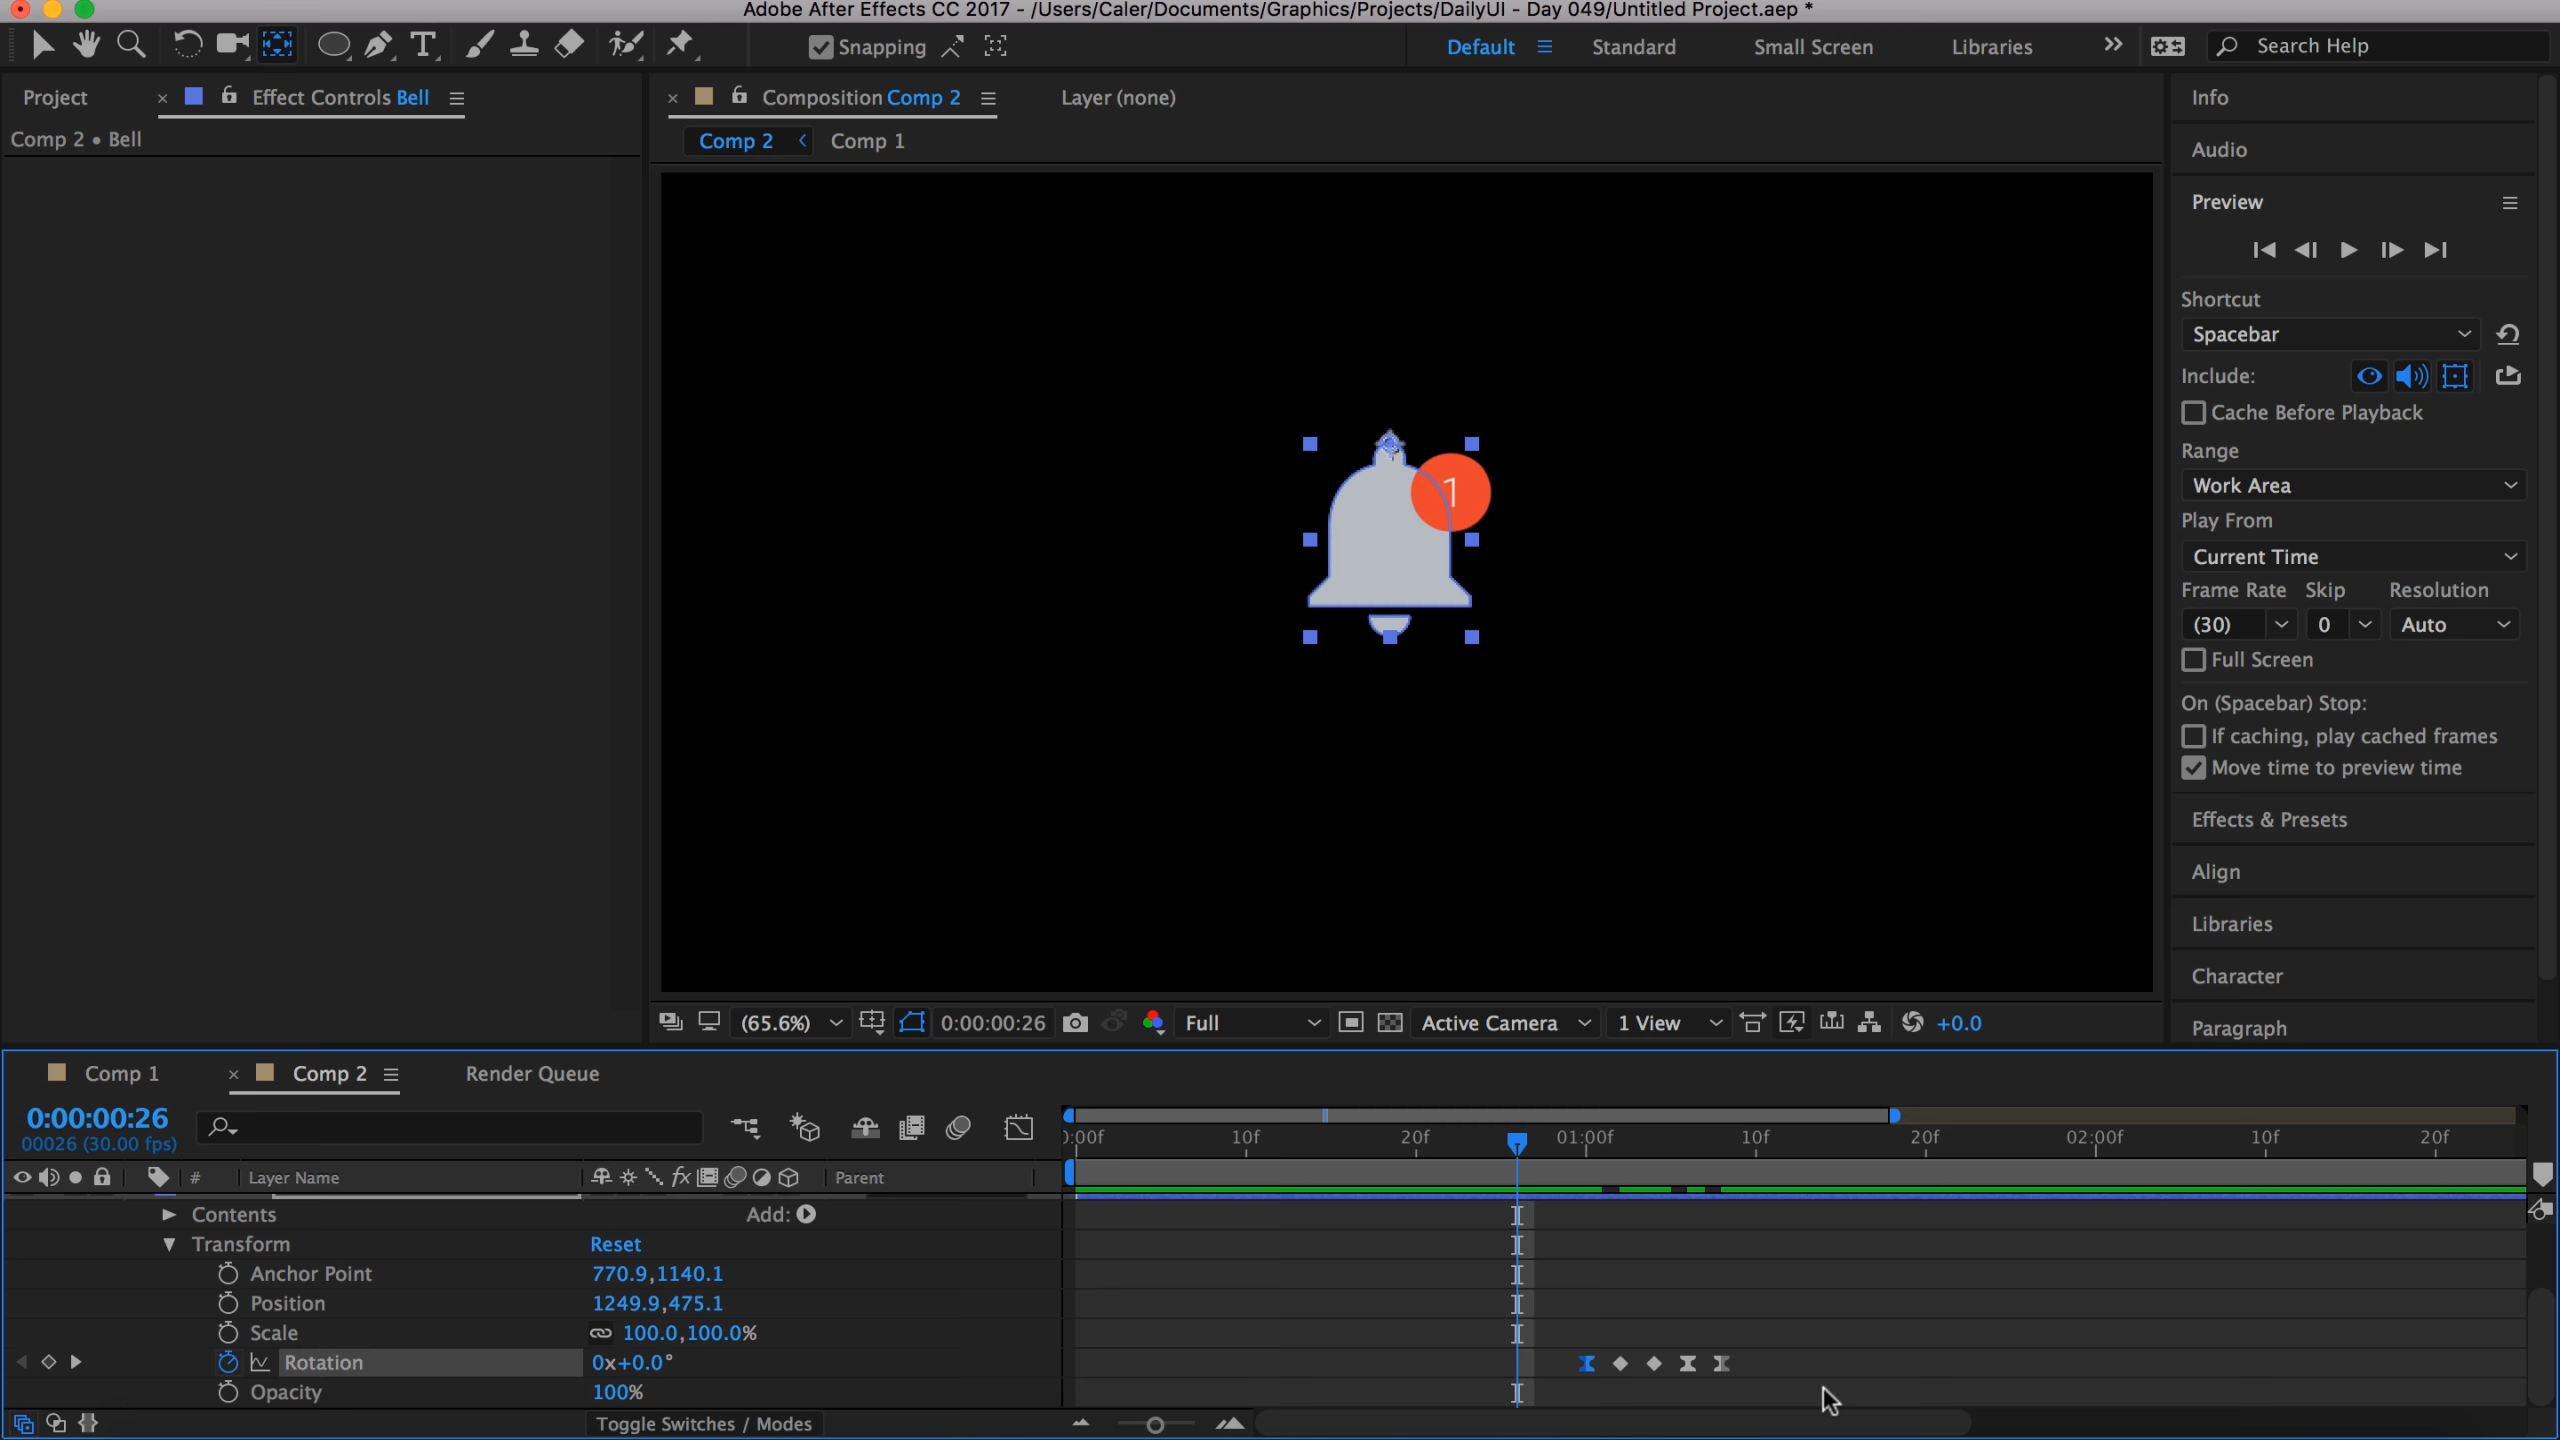 Adobe After Effects CC 2017 - /Users/Caler/Documents/Graphics/Projects/DailyUI - Day 049/Untitled Project.aep *
Snapping
Default
Standard
Small Screen
Libraries
Search Help
Project
Effect Controls Bell
Comp 2 • Bell
Composition Comp 2
Layer (none)
Comp 2
Comp 1
1
Info
Audio
Preview
Shortcut
Spacebar
Include:
Cache Before Playback
Range
Work Area
Play From
Current Time
Frame Rate Skip Resolution
(30) 0 Auto
Full Screen
On (Spacebar) Stop:
If caching, play cached frames
Move time to preview time
Effects & Presets
Align
Libraries
Character
Paragraph
(65.6%) 0:00:00:26 Full Active Camera 1 View +0.0
Comp 1 Comp 2 Render Queue
0:00:00:26
00026 (30.00 fps)
):00f 10f 20f 01:00f 10f 20f 02:00f 10f 20f
# Layer Name fx Parent
Contents Add:
Transform Reset
Anchor Point 770.9,1140.1
Position 1249.9,475.1
Scale 100.0,100.0%
Rotation 0x+0.0°
Opacity 100%
Toggle Switches / Modes